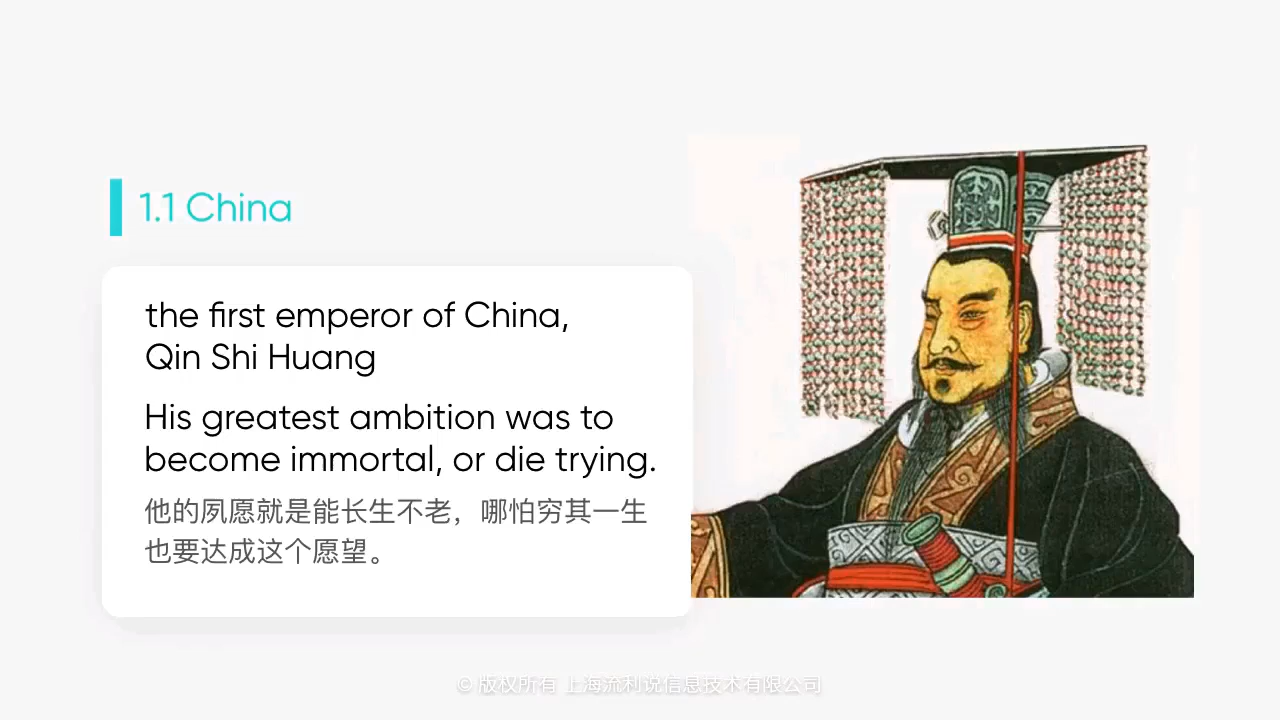 1.1 China
the first emperor of China,
Qin Shi Huang
His greatest ambition was to
become immortal, or die trying.
他的夙愿就是能长生不老，哪怕穷其一生
也要达成这个愿望。
© 版权所有 上海流利说信息技术有限公司